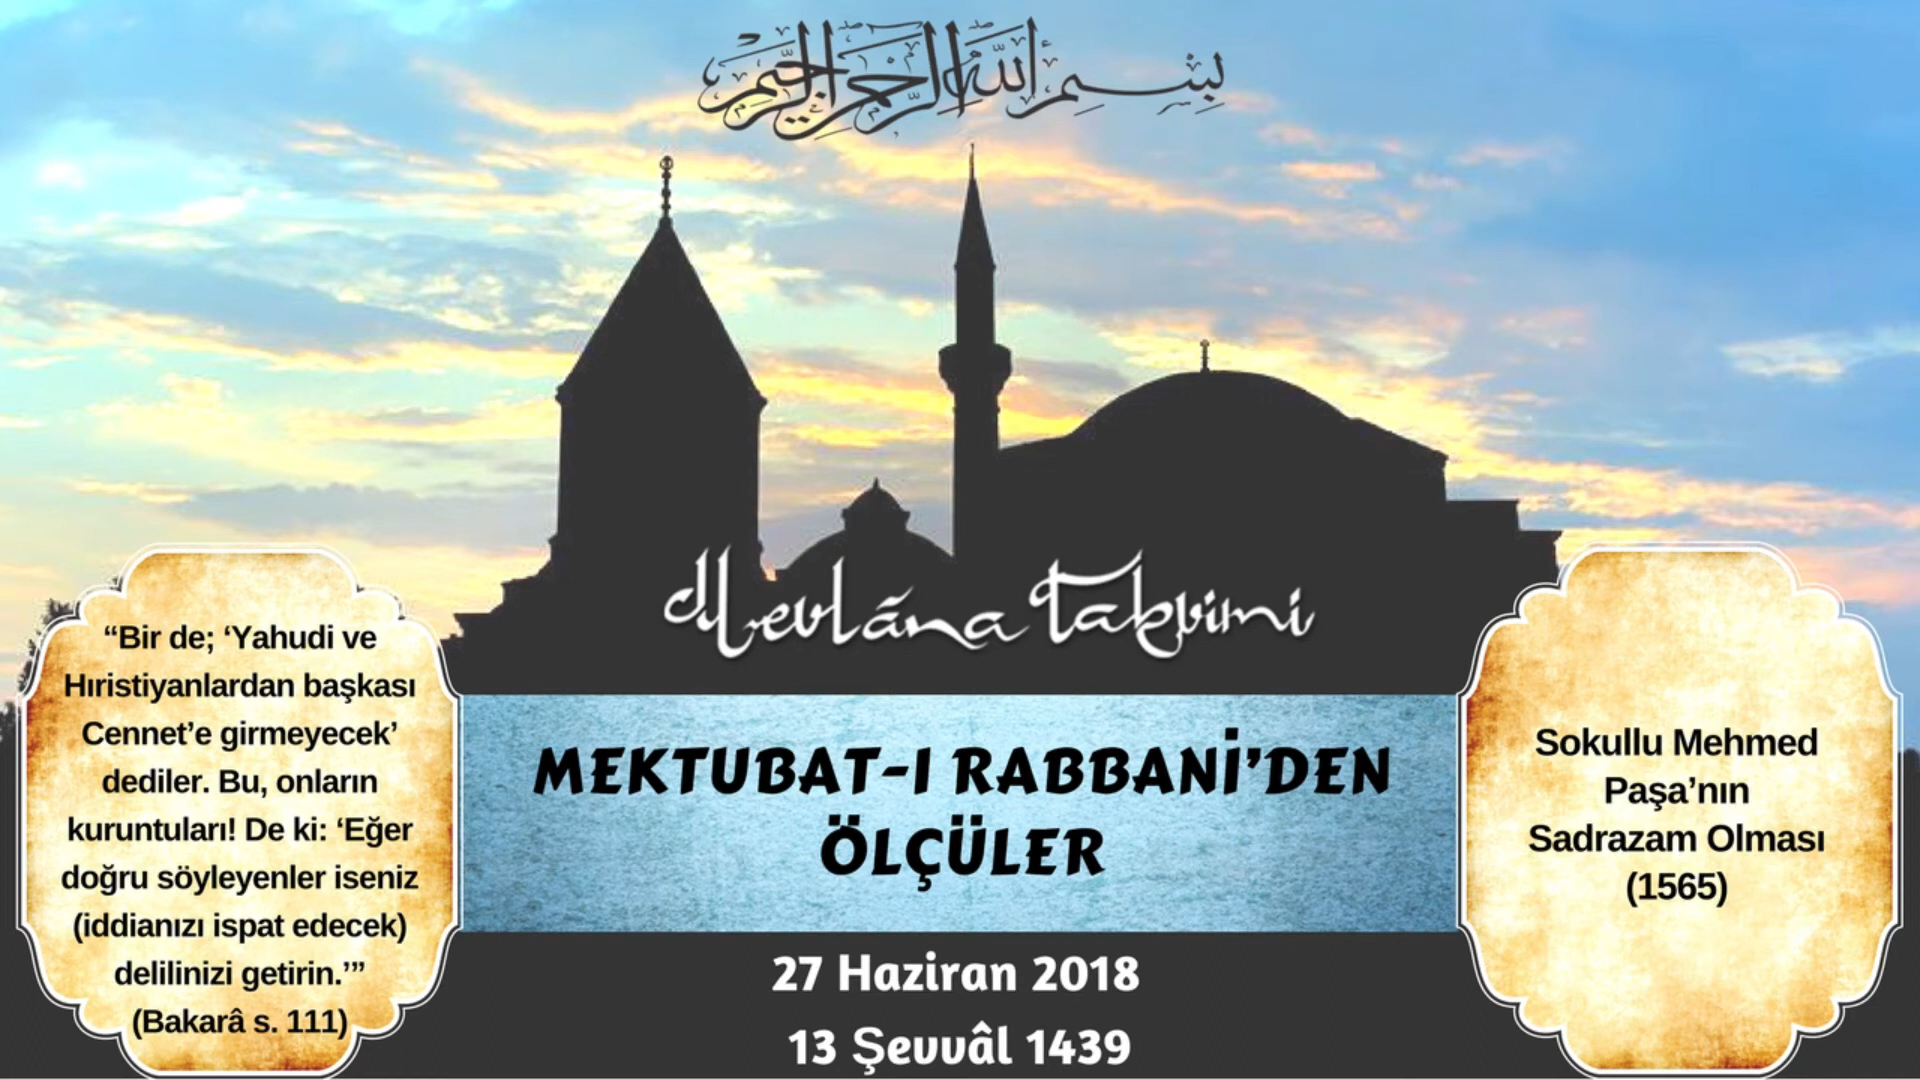 بسم الله الرحمن الرحيم
Mevlâna Takvimi
“Bir de; ‘Yahudi ve
Hıristiyanlardan başkası
Cennet’e girmeyecek’
dediler. Bu, onların
kuruntuları! De ki: ‘Eğer
doğru söyleyenler iseniz
(iddianızı ispat edecek)
delilinizi getirin.’”
(Bakarâ s. 111)
MEKTUBAT-I RABBANİ’DEN
ÖLÇÜLER
27 Haziran 2018
13 Şevvâl 1439
Sokullu Mehmed
Paşa’nın
Sadrazam Olması
(1565)